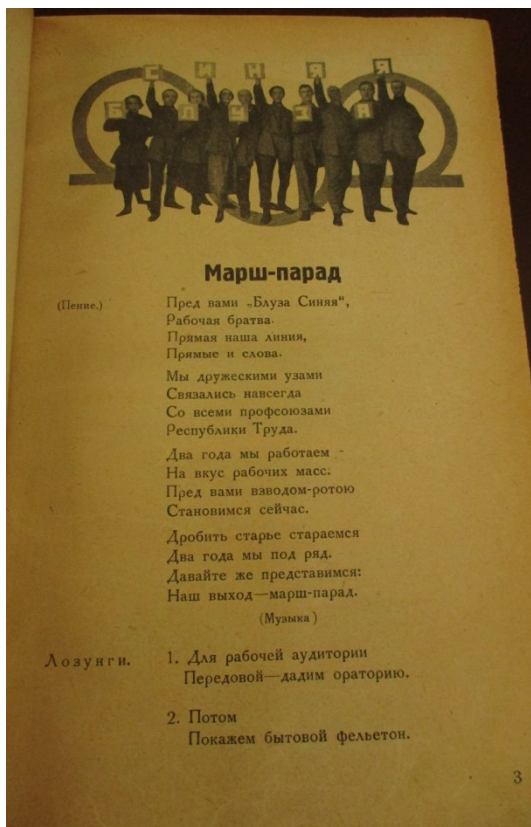 СИНЯЯ
БЛУЗА
Марш-парад
(Пение.) Пред вами „Блуза Синяя“,
Рабочая братва.
Прямая наша линия,
Прямые и слова.
Мы дружескими узами
Связались навсегда
Со всеми профсоюзами
Республики Труда.
Два года мы работаем -
На вкус рабочих масс.
Пред вами взводом-ротою
Становимся сейчас.
Дробить старье стараемся
Два года мы под ряд.
Давайте же представимся:
Наш выход—марш-парад.
(Музыка)
Лозунги. 1. Для рабочей аудитории
Передовой—дадим ораторию.
2. Потом
Покажем бытовой фельетон.
3